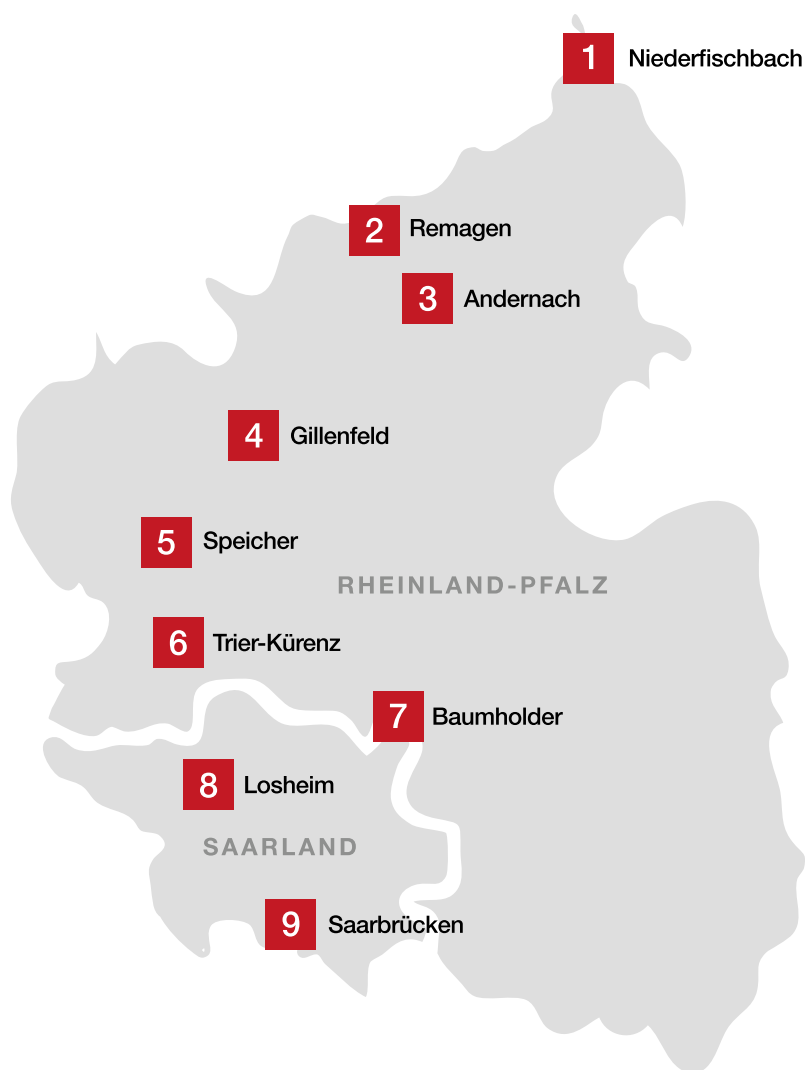 1 Niederfischbach
2 Remagen
3 Andernach
4 Gillenfeld
5 Speicher
RHEINLAND-PFALZ
6 Trier-Kürenz
7 Baumholder
8 Losheim
SAARLAND
9 Saarbrücken